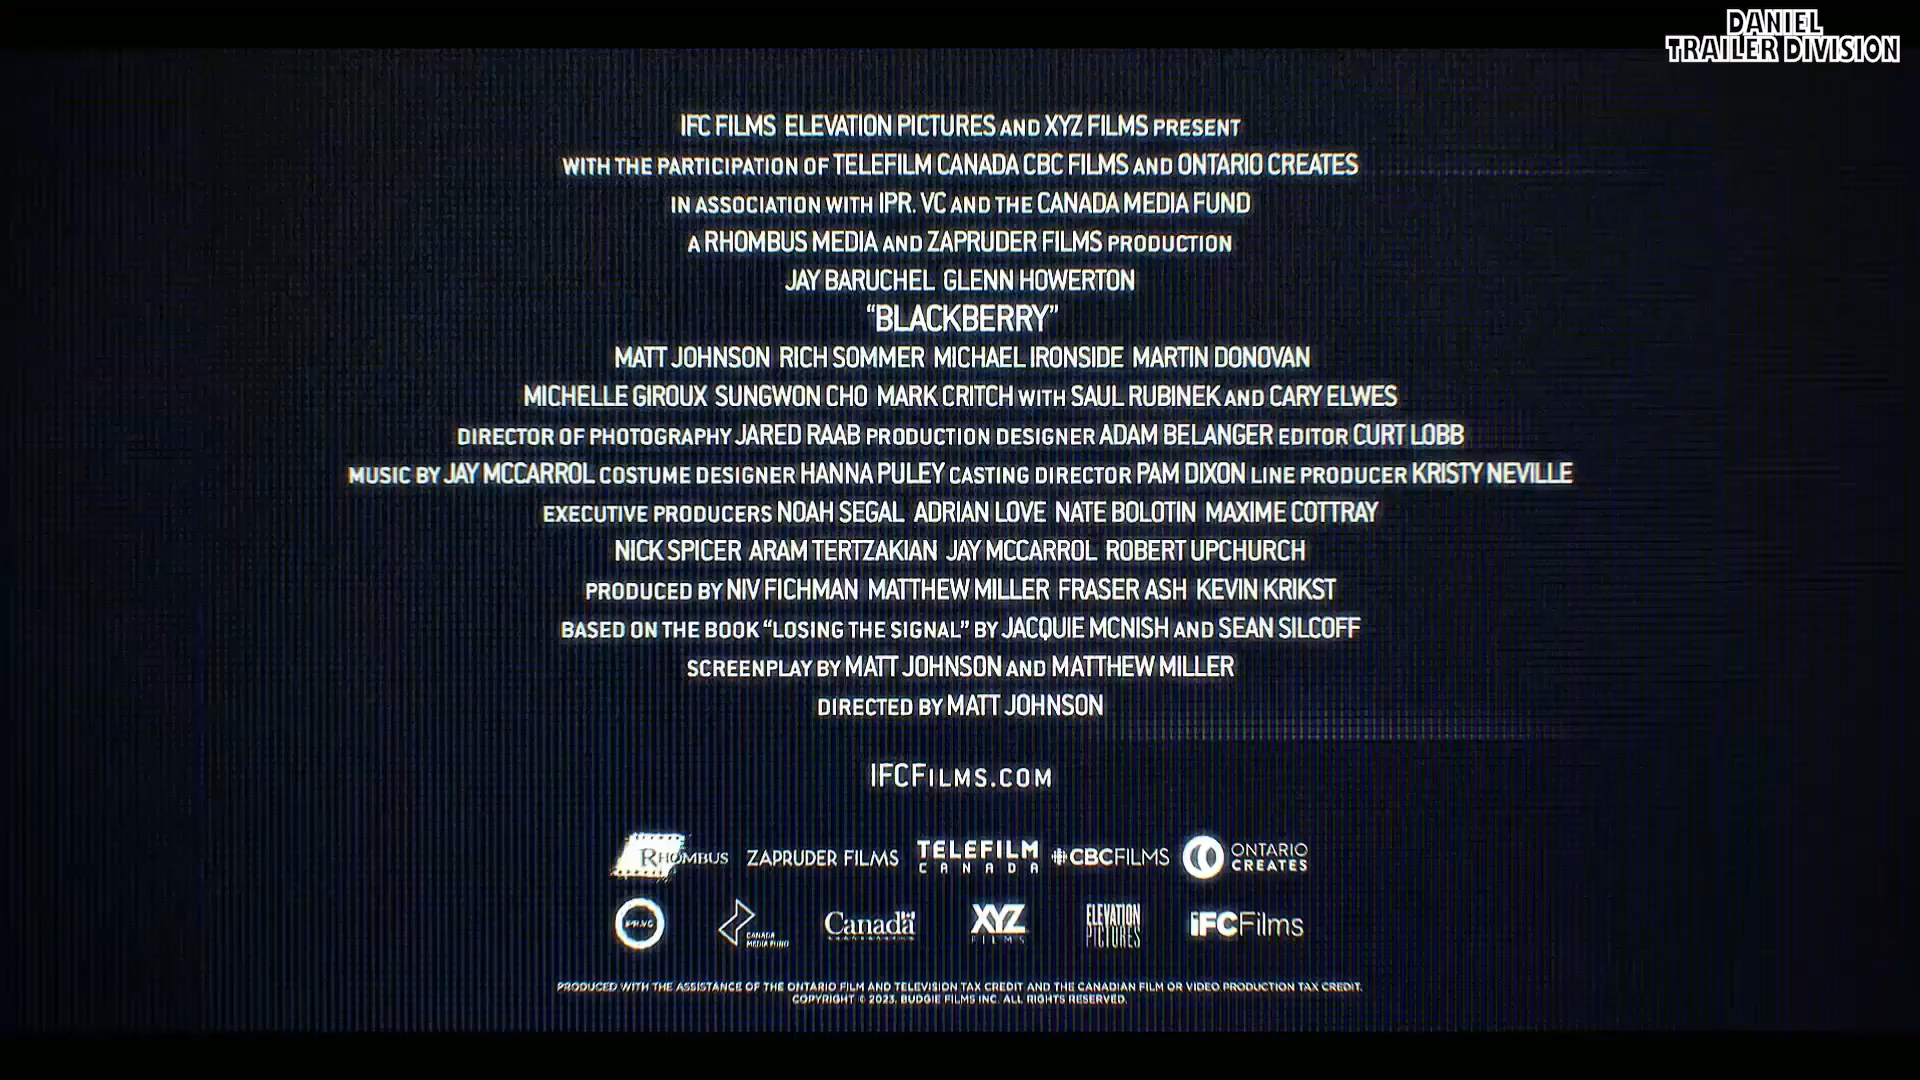 DANIEL
TRAILER DIVISION
IFC FILMS ELEVATION PICTURES AND XYZ FILMS PRESENT
WITH THE PARTICIPATION OF TELEFILM CANADA CBC FILMS AND ONTARIO CREATES
IN ASSOCIATION WITH IPR. VC AND THE CANADA MEDIA FUND
A RHOMBUS MEDIA AND ZAPRUDER FILMS PRODUCTION
JAY BARUCHEL GLENN HOWERTON
“BLACKBERRY”
MATT JOHNSON RICH SOMMER MICHAEL IRONSIDE MARTIN DONOVAN
MICHELLE GIROUX SUNGWON CHO MARK CRITCH WITH SAUL RUBINEK AND CARY ELWES
DIRECTOR OF PHOTOGRAPHY JARED RAAB PRODUCTION DESIGNER ADAM BELANGER EDITOR CURT LOBB
MUSIC BY JAY MCCARROL COSTUME DESIGNER HANNA PULEY CASTING DIRECTOR PAM DIXON LINE PRODUCER KRISTY NEVILLE
EXECUTIVE PRODUCERS NOAH SEGAL ADRIAN LOVE NATE BOLOTIN MAXIME COTTRAY
NICK SPICER ARAM TERTZAKIAN JAY MCCARROL ROBERT UPCHURCH
PRODUCED BY NIV FICHMAN MATTHEW MILLER FRASER ASH KEVIN KRIKST
BASED ON THE BOOK “LOSING THE SIGNAL” BY JACQUIE MCNISH AND SEAN SILCOFF
SCREENPLAY BY MATT JOHNSON AND MATTHEW MILLER
DIRECTED BY MATT JOHNSON
IFCFILMS.COM
RHOMBUS ZAPRUDER FILMS TELEFILM CANADA CBCFILMS ONTARIO CREATES
IPR.VC CANADA MEDIA FUND Canada XYZ FILMS ELEVATION PICTURES IFCFilms
PRODUCED WITH THE ASSISTANCE OF THE ONTARIO FILM AND TELEVISION TAX CREDIT AND THE CANADIAN FILM OR VIDEO PRODUCTION TAX CREDIT.
COPYRIGHT © 2023. BUDGIE FILMS INC. ALL RIGHTS RESERVED.